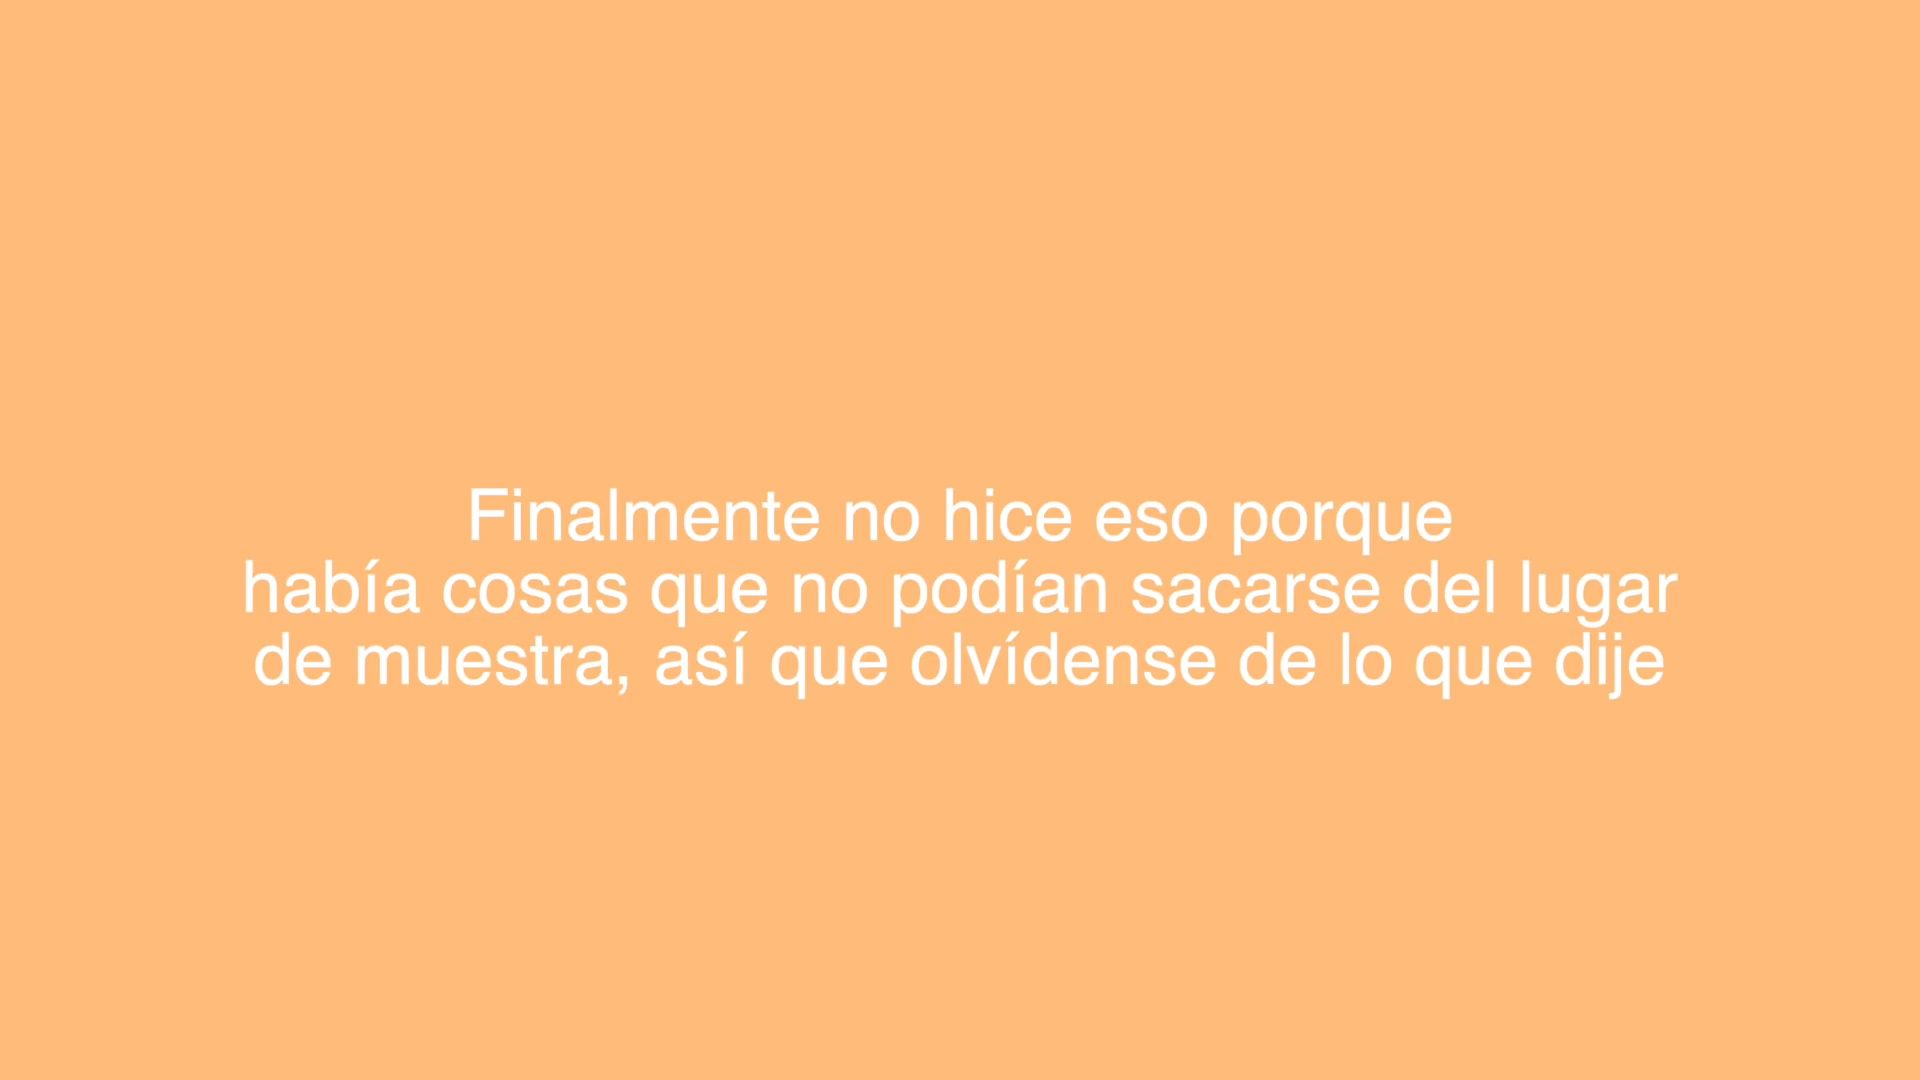 Finalmente no hice eso porque
había cosas que no podían sacarse del lugar
de muestra, así que olvídense de lo que dije